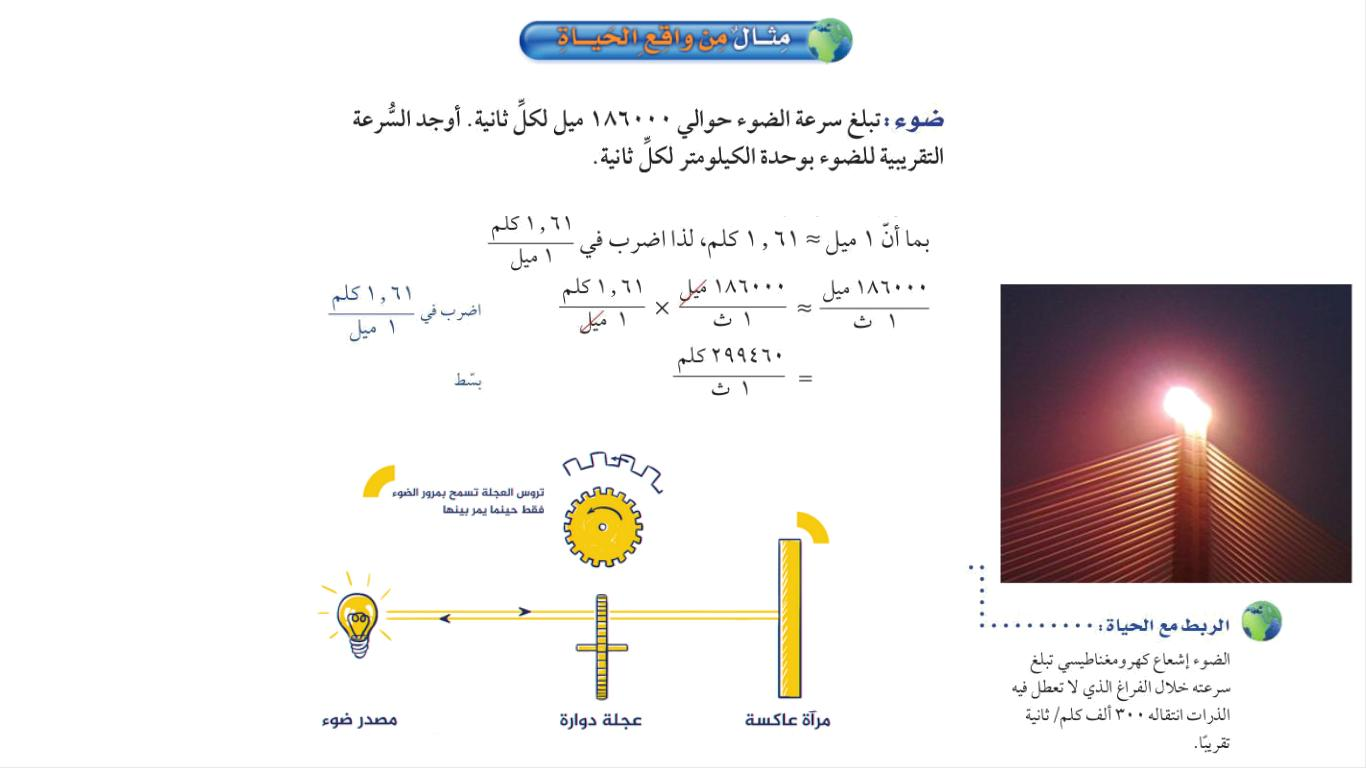 مِثَالٌ مِن واقِعِ الحَيـاةِ
ضوء: تبلغ سرعة الضوء حوالي ١٨٦٠٠٠ ميل لكلِّ ثانية. أوجد السُّرعة
التقريبية للضوء بوحدة الكيلومتر لكلِّ ثانية.
بما أنّ ١ ميل ≈ ١,٦١ كلم، لذا اضرب في ١,٦١ كلم / ١ ميل
١٨٦٠٠٠ ميل / ١ ث ≈ ١٨٦٠٠٠ ميل / ١ ث × ١,٦١ كلم / ١ ميل اضرب في ١,٦١ كلم / ١ ميل
= ٢٩٩٤٦٠ كلم / ١ ث بسّط
تروس العجلة تسمح بمرور الضوء
فقط حينما يمر بينها
مرآة عاكسة
عجلة دوارة
مصدر ضوء
الربط مع الحياة:
الضوء إشعاع كهرومغناطيسي تبلغ
سرعته خلال الفراغ الذي لا تعطل فيه
الذرات انتقاله ٣٠٠ ألف كلم/ ثانية
تقريبًا.